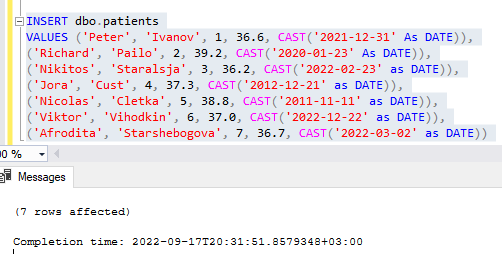 INSERT dbo.patients
VALUES ('Peter', 'Ivanov', 1, 36.6, CAST('2021-12-31' As DATE)),
('Richard', 'Pailo', 2, 39.2, CAST('2020-01-23' As DATE)),
('Nikitos', 'Staralsja', 3, 36.2, CAST('2022-02-23' as DATE)),
('Jora', 'Cust', 4, 37.3, CAST('2012-12-21' as DATE)),
('Nicolas', 'Cletka', 5, 38.8, CAST('2011-11-11' as DATE)),
('Viktor', 'Vihodkin', 6, 37.0, CAST('2022-12-22' as DATE)),
('Afrodita', 'Starshebogova', 7, 36.7, CAST('2022-03-02' as DATE))
00 %
Messages
(7 rows affected)
Completion time: 2022-09-17T20:31:51.8579348+03:00